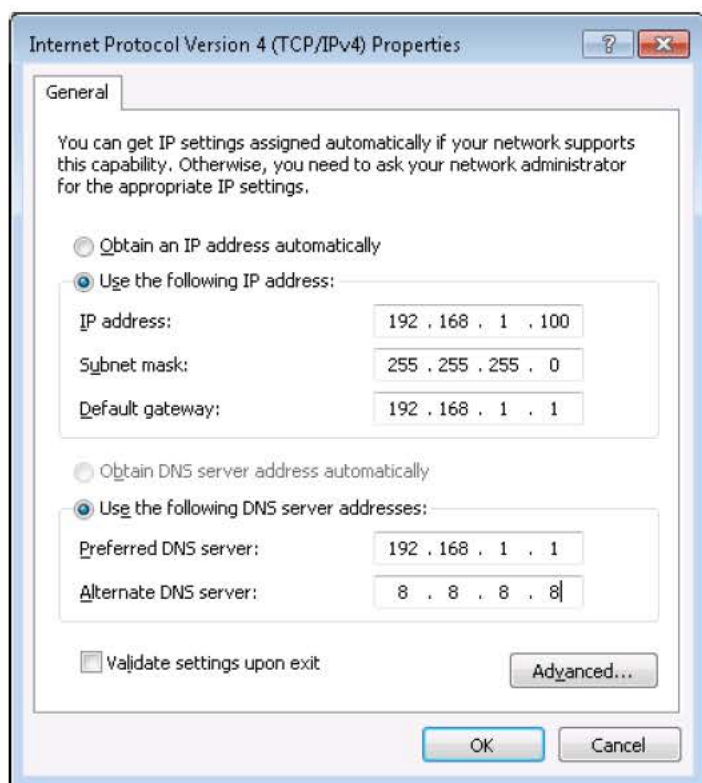 Internet Protocol Version 4 (TCP/IPv4) Properties
General
You can get IP settings assigned automatically if your network supports
this capability. Otherwise, you need to ask your network administrator
for the appropriate IP settings.
Obtain an IP address automatically
Use the following IP address:
IP address: 192 . 168 . 1 . 100
Subnet mask: 255 . 255 . 255 . 0
Default gateway: 192 . 168 . 1 . 1
Obtain DNS server address automatically
Use the following DNS server addresses:
Preferred DNS server: 192 . 168 . 1 . 1
Alternate DNS server: 8 . 8 . 8 . 8
Validate settings upon exit
Advanced...
OK Cancel